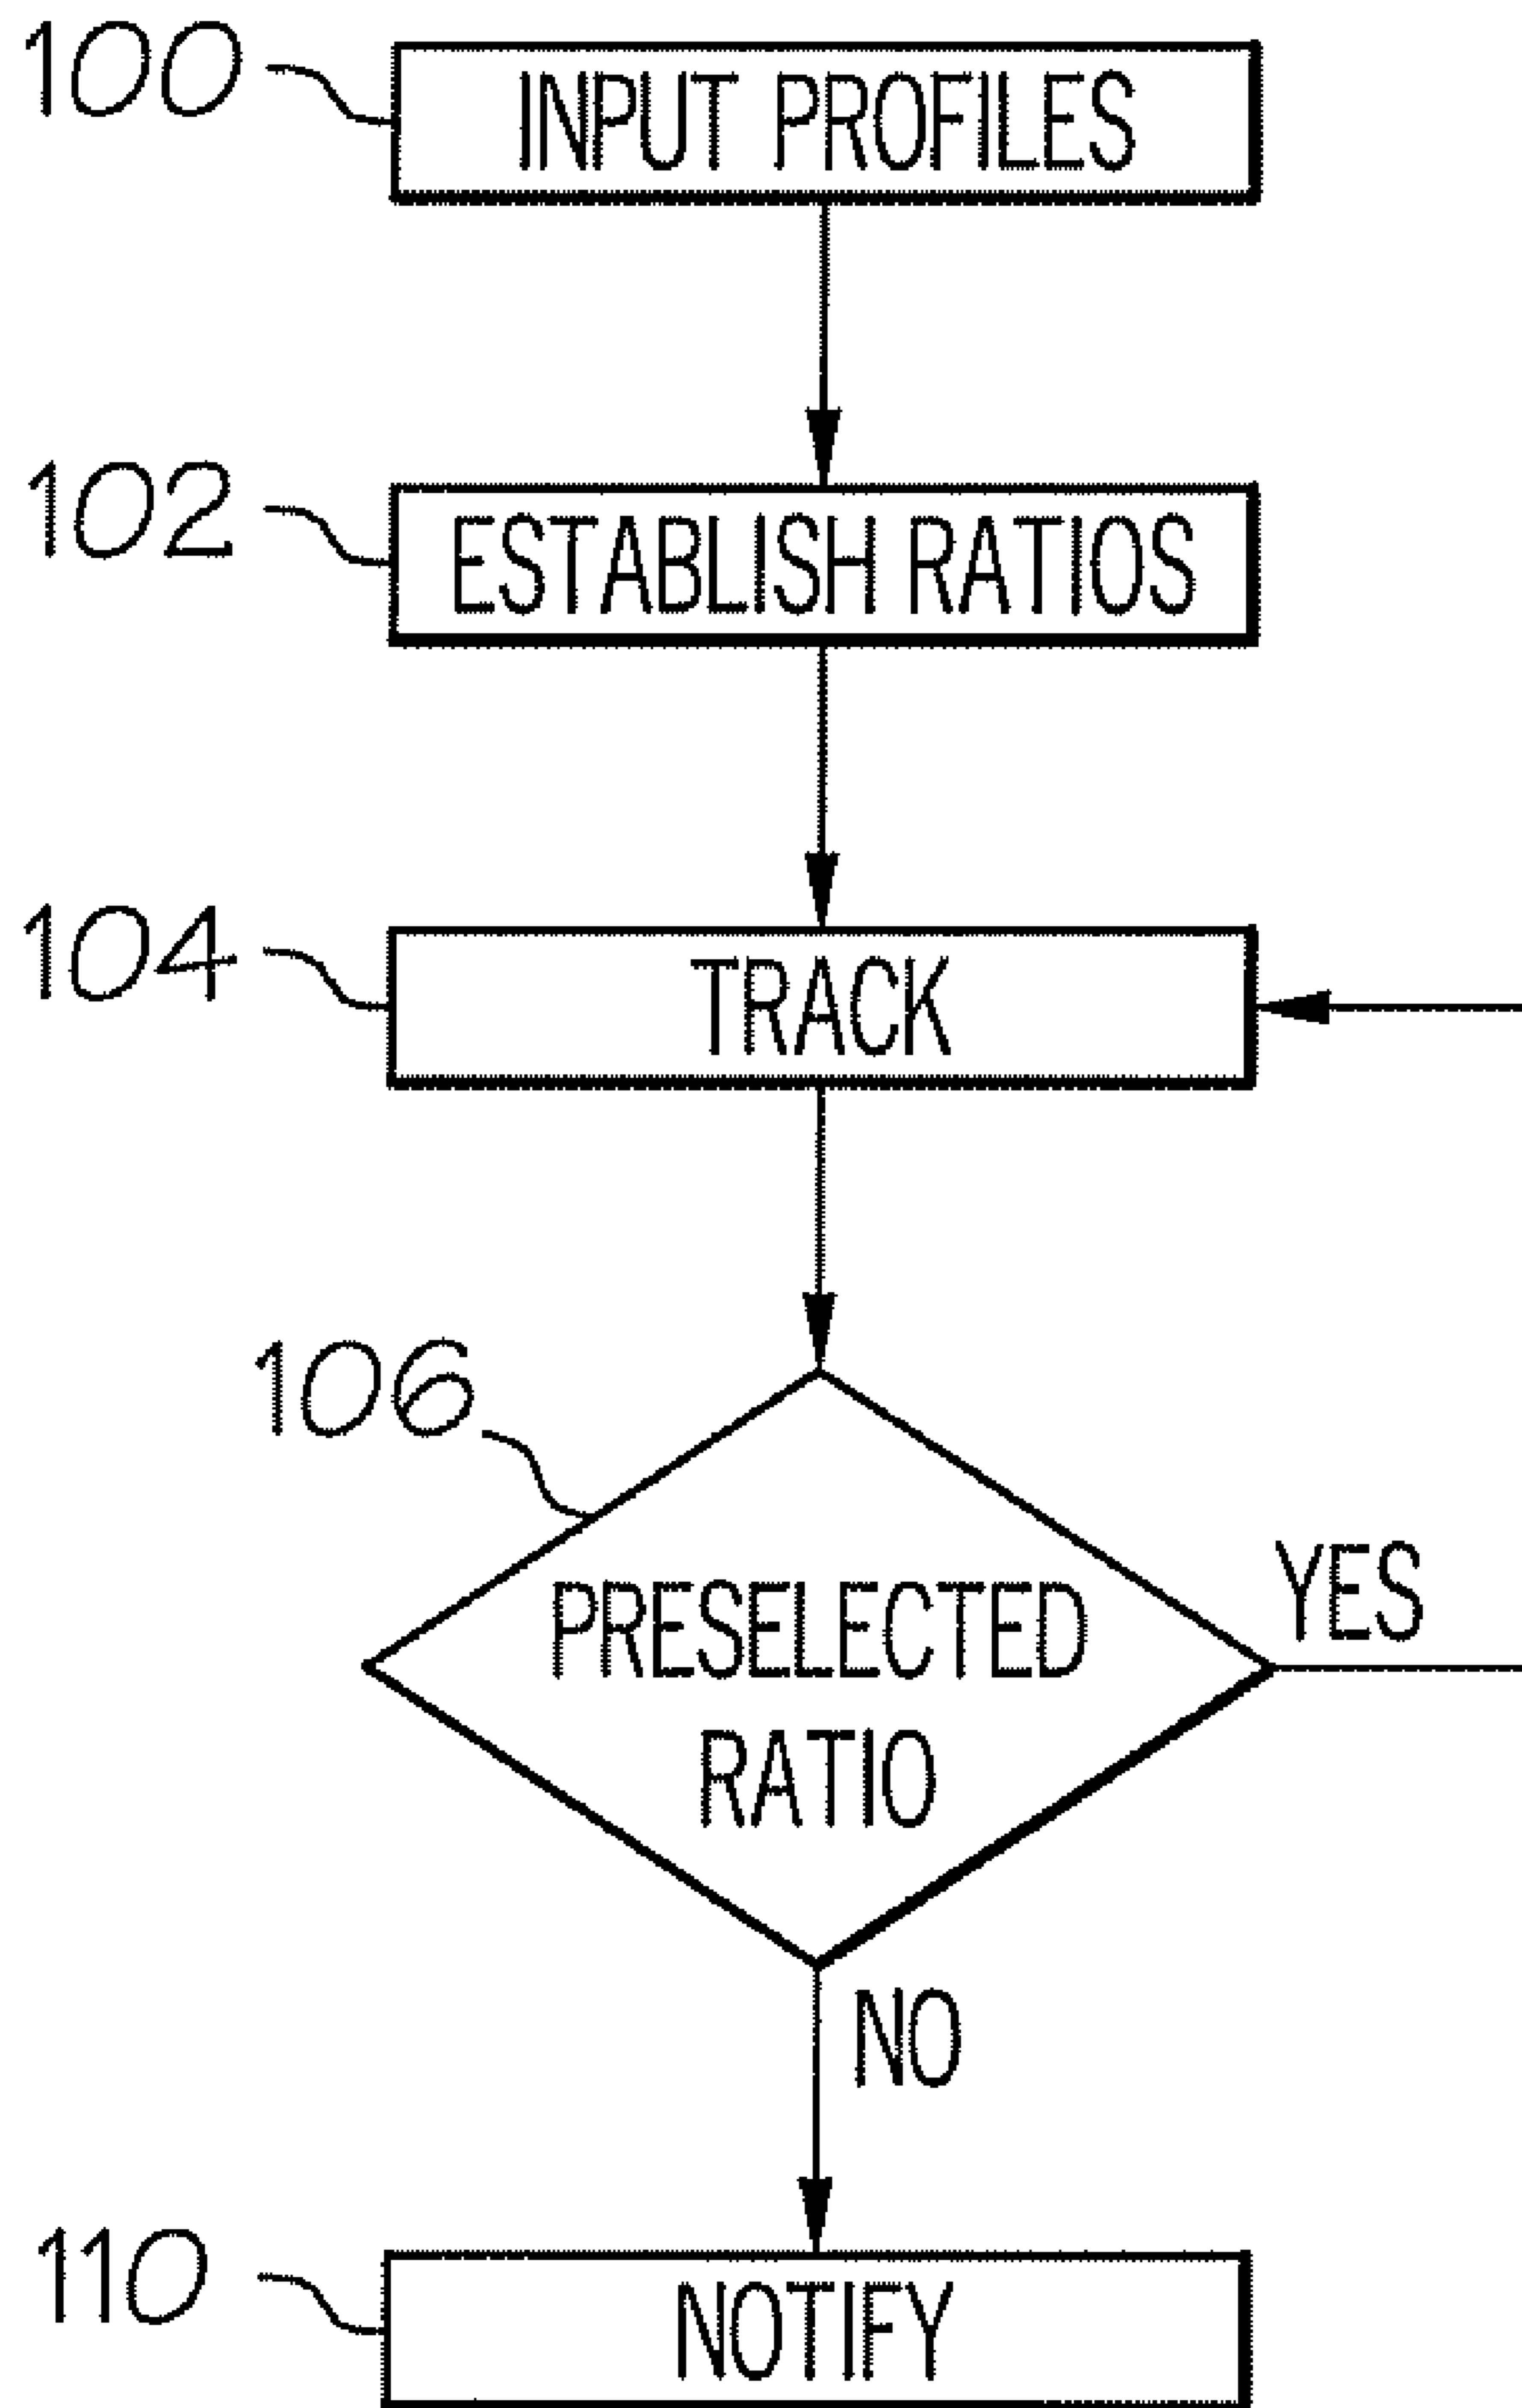 100
INPUT PROFILES
102
ESTABLISH RATIOS
104
TRACK
106
PRESELECTED
RATIO
YES
NO
110
NOTIFY